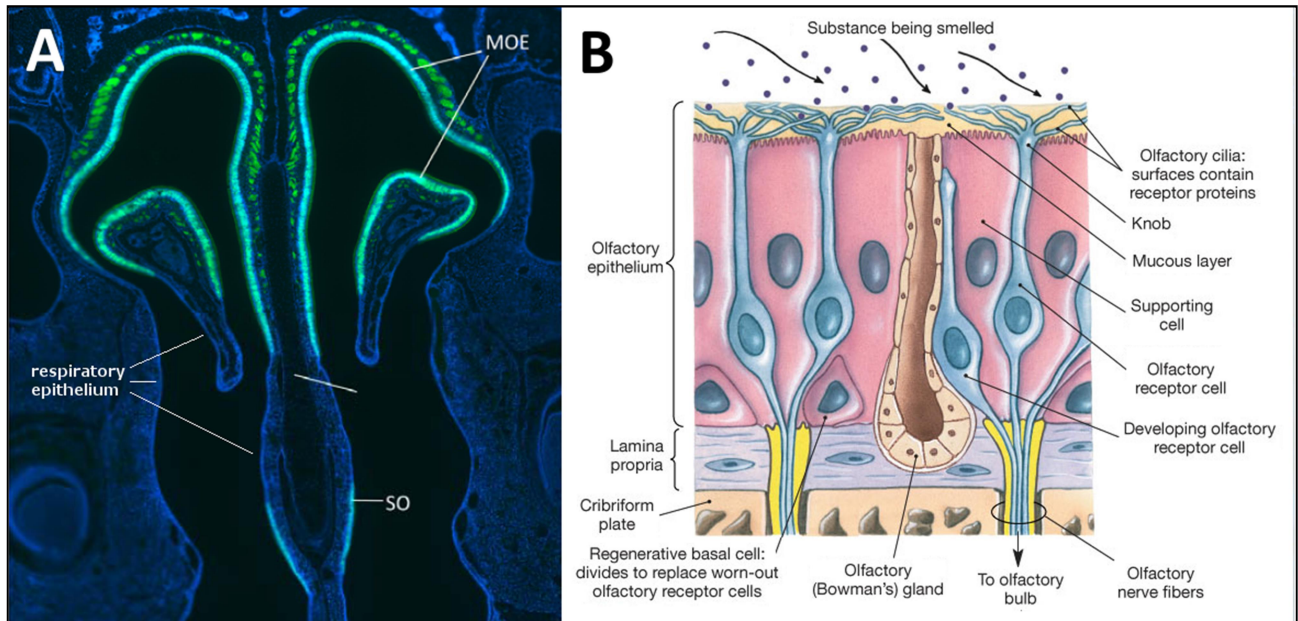 A
MOE
respiratory
epithelium
SO
B
Substance being smelled
Olfactory
epithelium
Lamina
propria
Cribriform
plate
Regenerative basal cell:
divides to replace worn-out
olfactory receptor cells
Olfactory
(Bowman's) gland
To olfactory
bulb
Olfactory
nerve fibers
Olfactory cilia:
surfaces contain
receptor proteins
Knob
Mucous layer
Supporting
cell
Olfactory
receptor cell
Developing olfactory
receptor cell